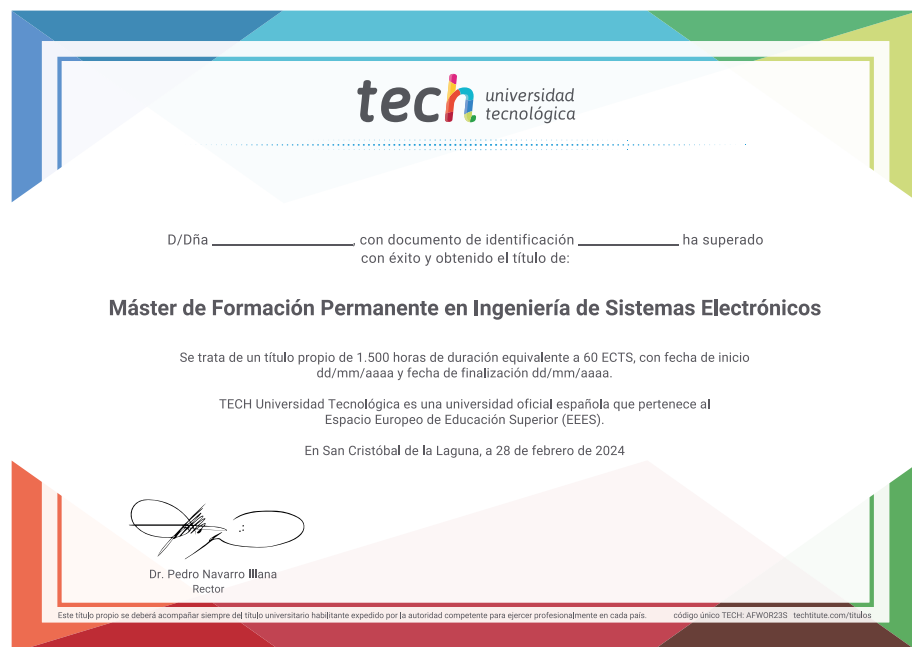 tech universidad
tecnológica
D/Dña ____________________, con documento de identificación ______________ ha superado
con éxito y obtenido el título de:
Máster de Formación Permanente en Ingeniería de Sistemas Electrónicos
Se trata de un título propio de 1.500 horas de duración equivalente a 60 ECTS, con fecha de inicio
dd/mm/aaaa y fecha de finalización dd/mm/aaaa.
TECH Universidad Tecnológica es una universidad oficial española que pertenece al
Espacio Europeo de Educación Superior (EEES).
En San Cristóbal de la Laguna, a 28 de febrero de 2024
Dr. Pedro Navarro Illana
Rector
Este título propio se deberá acompañar siempre del título universitario habilitante expedido por la autoridad competente para ejercer profesionalmente en cada país. código único TECH: AFWOR23S techtitute.com/titulos